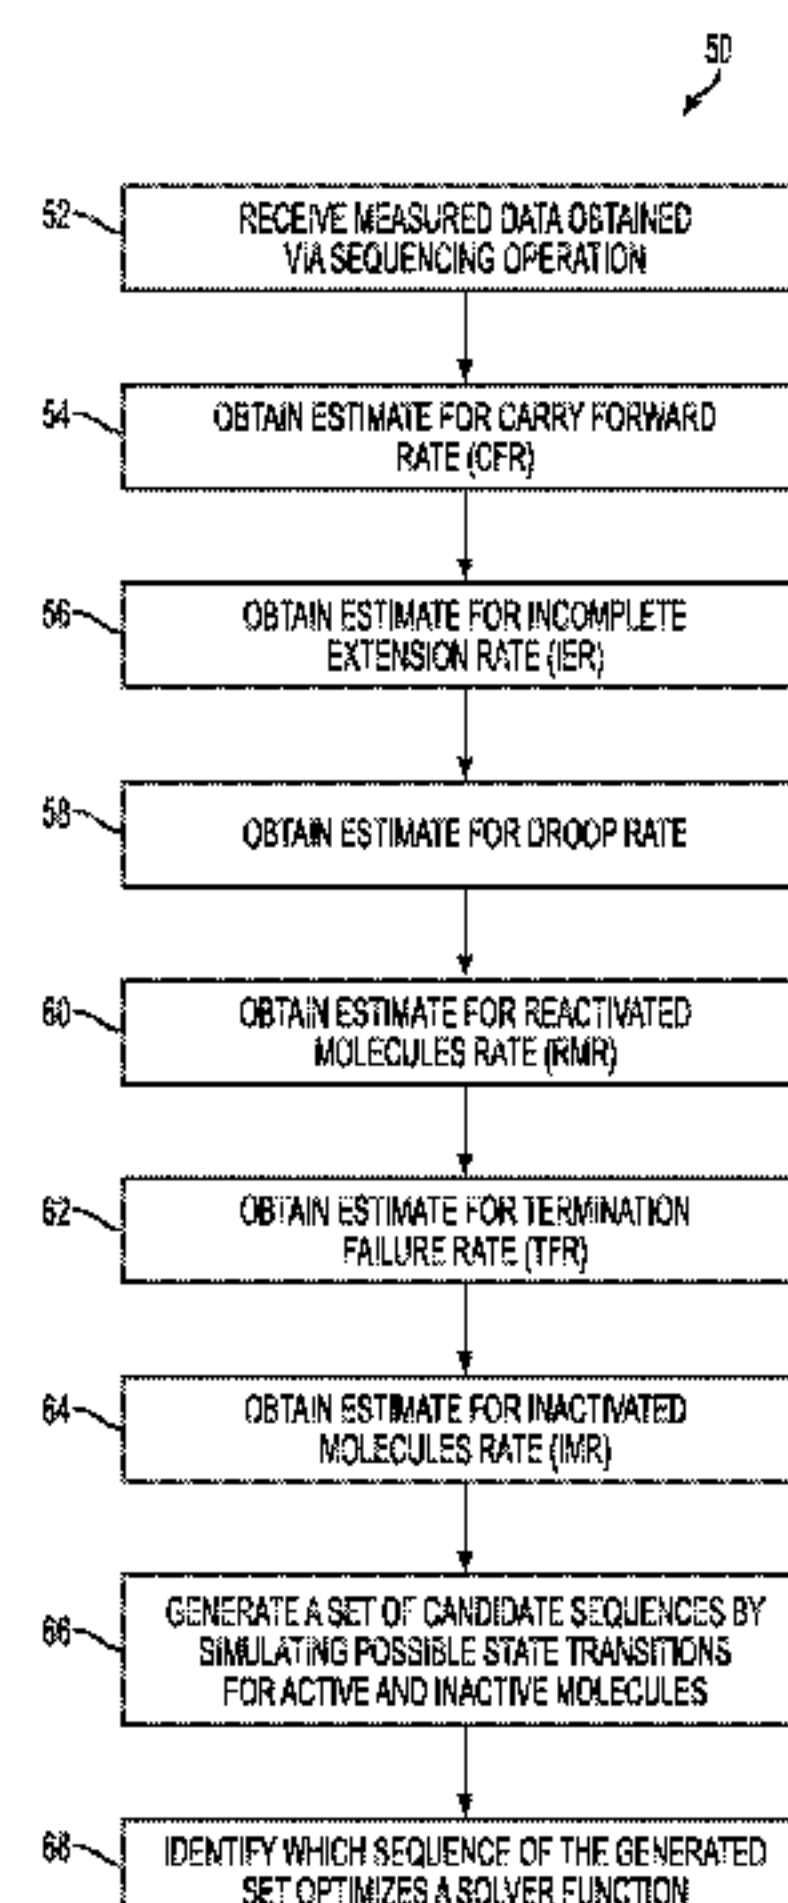 50
52
RECEIVE MEASURED DATA OBTAINED
VIA SEQUENCING OPERATION
54
OBTAIN ESTIMATE FOR CARRY FORWARD
RATE (CFR)
56
OBTAIN ESTIMATE FOR INCOMPLETE
EXTENSION RATE (IER)
58
OBTAIN ESTIMATE FOR DROOP RATE
60
OBTAIN ESTIMATE FOR REACTIVATED
MOLECULES RATE (RMR)
62
OBTAIN ESTIMATE FOR TERMINATION
FAILURE RATE (TFR)
64
OBTAIN ESTIMATE FOR INACTIVATED
MOLECULES RATE (IMR)
66
GENERATE A SET OF CANDIDATE SEQUENCES BY
SIMULATING POSSIBLE STATE TRANSITIONS
FOR ACTIVE AND INACTIVE MOLECULES
68
IDENTIFY WHICH SEQUENCE OF THE GENERATED
SET OPTIMIZES A SOLVER FUNCTION